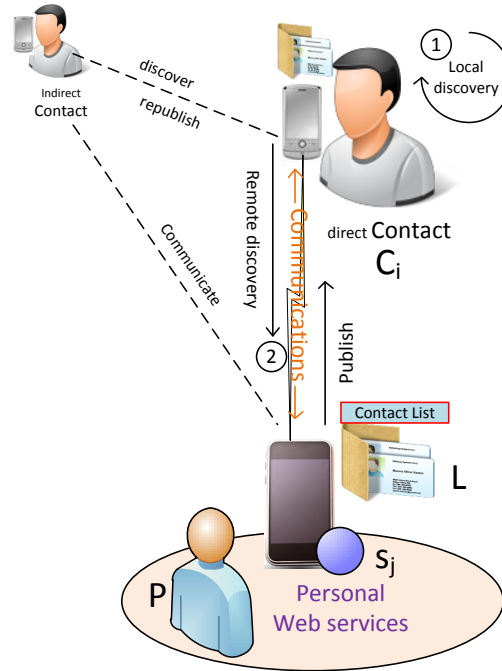 1
Local
discovery
discover
republish
Indirect
Contact
Remote discovery
Communications
direct Contact
Ci
Communicate
2
Publish
Contact List
L
P
sj
Personal
Web services